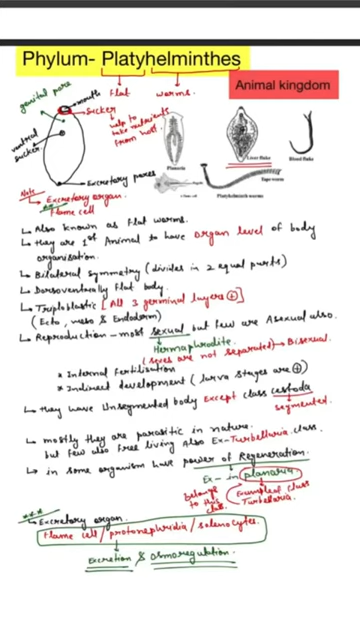 Phylum- Platyhelminthes
Animal kingdom
Flat
worms.
genital pore
mouth
Sucker
help to
take nutrients
from host.
ventral
sucker
Excretory pores
Planaria
Liver fluke
Blood fluke
Tape worm
Platyhelminthes worms
Note
Excretory organ.
Flame cell
Also known as Flat worms.
they are 1st Animal to have organ level of body
organisation.
Bilateral symmetry (divides in 2 equal parts)
Dorsoventrally flat body.
Triploblastic [All 3 germinal layers ⊕]
(Ecto, meso & Endoderm)
Reproduction - most sexual but few are Asexual also.
Hermaphrodite.
(sexes are not separated) → Bisexual.
* Internal fertilisation
* Indirect development (larva stages are ⊕)
they have Unsegmented body Except class cestoda
segmented.
mostly they are parasitic in nature.
but few also free living Also Ex-Turbellaria class.
in some organism have power of Regeneration.
Ex - in planaria
belongs
to this
class
Example of class
Turbellaria.
*** Excretory organ.
Flame cell / protonephridia / solenocytes.
Excretion & osmoregulation.